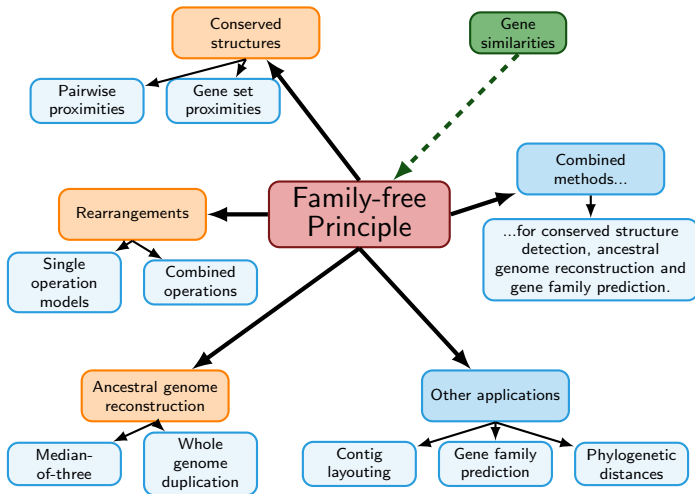 Conserved
structures
Gene
similarities
Pairwise
proximities
Gene set
proximities
Combined
methods...
Family-free
Principle
Rearrangements
...for conserved structure
detection, ancestral
genome reconstruction and
gene family prediction.
Single
operation
models
Combined
operations
Ancestral genome
reconstruction
Other applications
Median-
of-three
Whole
genome
duplication
Contig
layouting
Gene family
prediction
Phylogenetic
distances